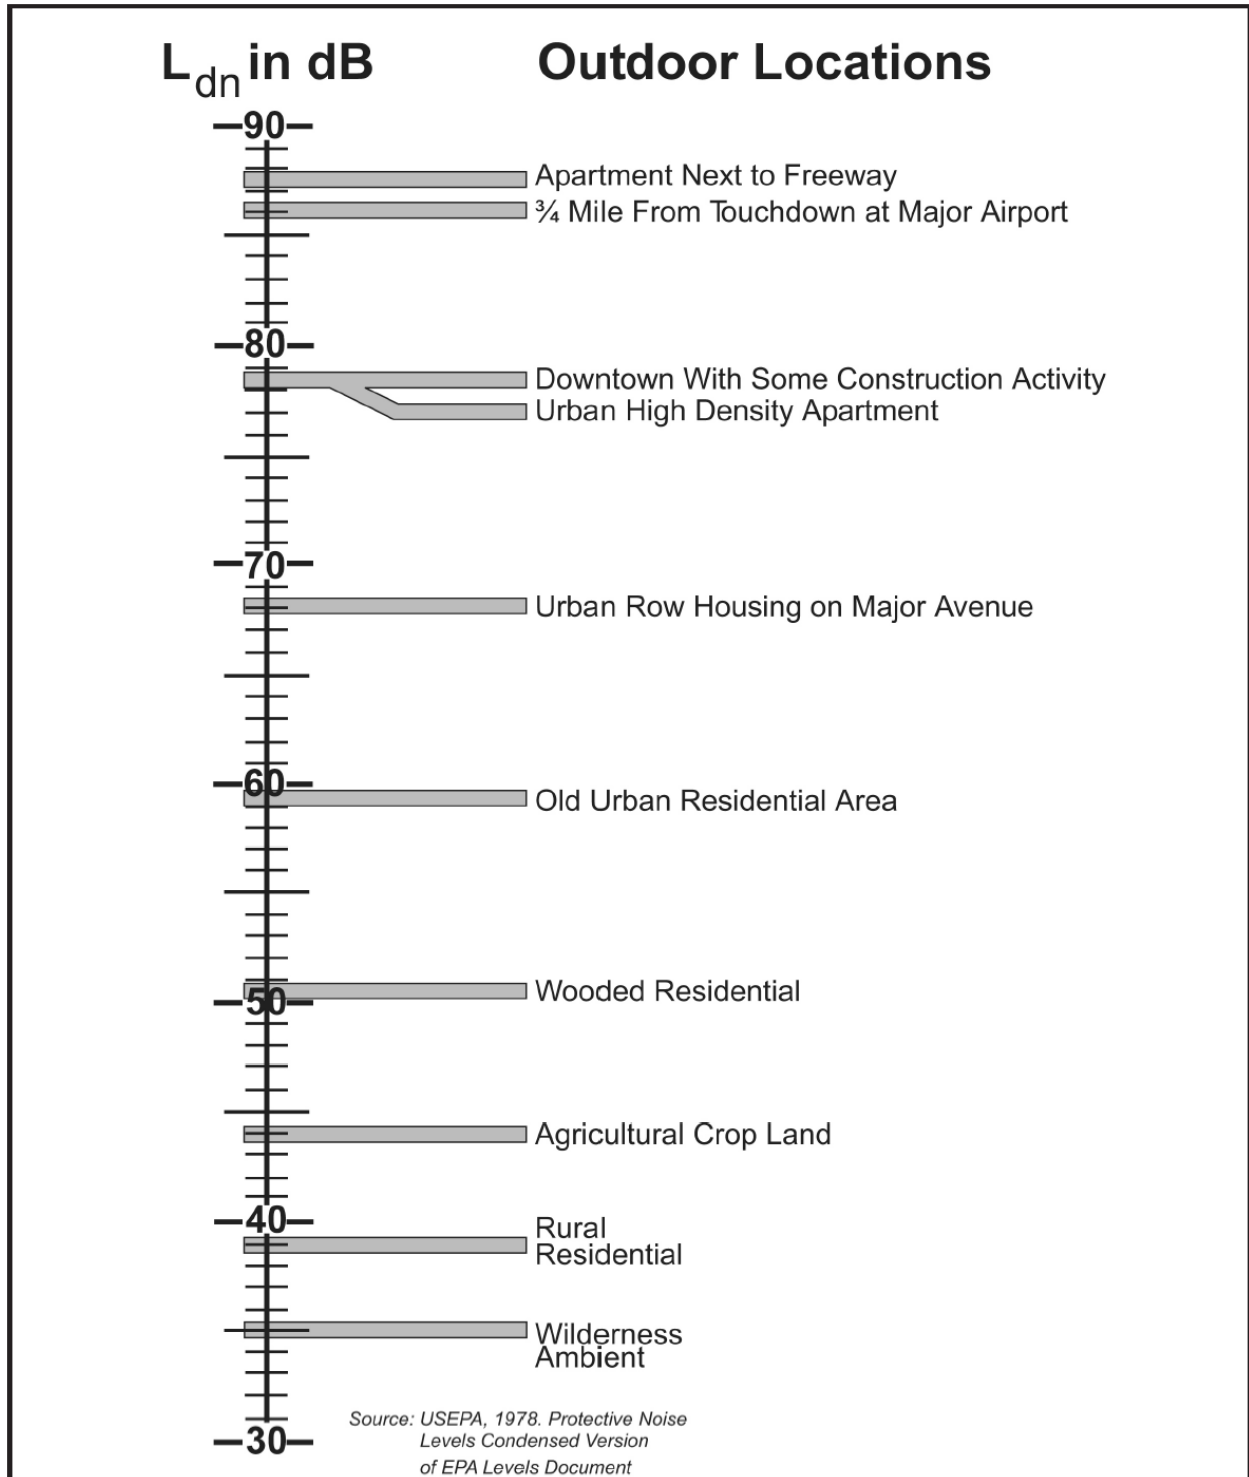 Ldn in dB Outdoor Locations
90
Apartment Next to Freeway
¾ Mile From Touchdown at Major Airport
80
Downtown With Some Construction Activity
Urban High Density Apartment
70
Urban Row Housing on Major Avenue
60
Old Urban Residential Area
Wooded Residential
50
Agricultural Crop Land
40
Rural
Residential
Wilderness
Ambient
Source: USEPA, 1978. Protective Noise
Levels Condensed Version
30
of EPA Levels Document